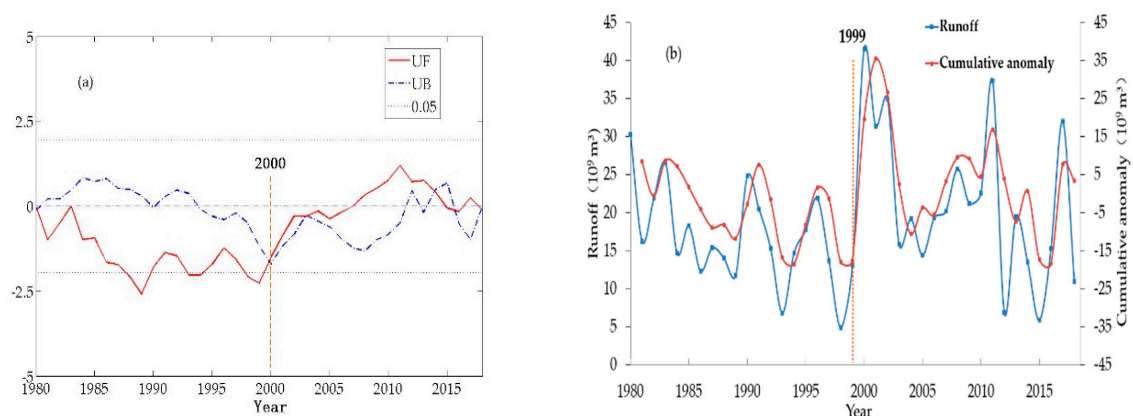 (a)
UF
UB
0.05
2000
5
2.5
0
-2.5
-5
1980 1985 1990 1995 2000 2005 2010 2015
Year
(b)
1999
Runoff
Cumulative anomaly
Runoff（10⁹ m³）
45
40
35
30
25
20
15
10
5
0
Cumulative anomaly（10⁹ m³）
45
35
25
15
5
-5
-15
-25
-35
-45
1980 1985 1990 1995 2000 2005 2010 2015
Year